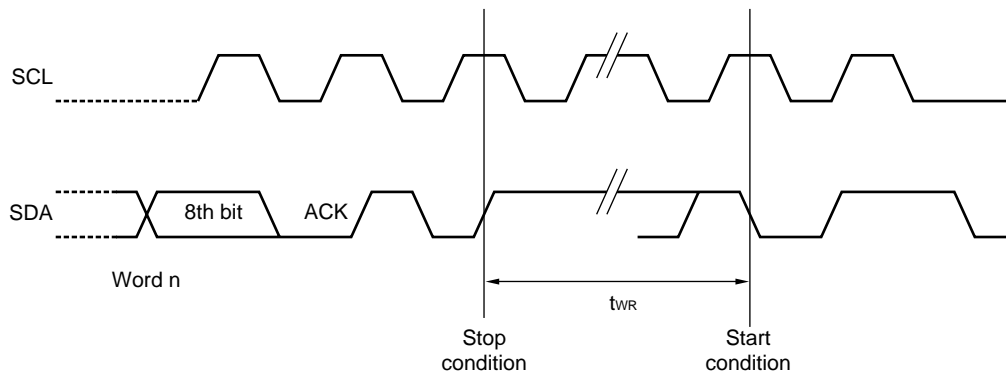 SCL
SDA
8th bit
ACK
Word n
tWR
Stop
condition
Start
condition